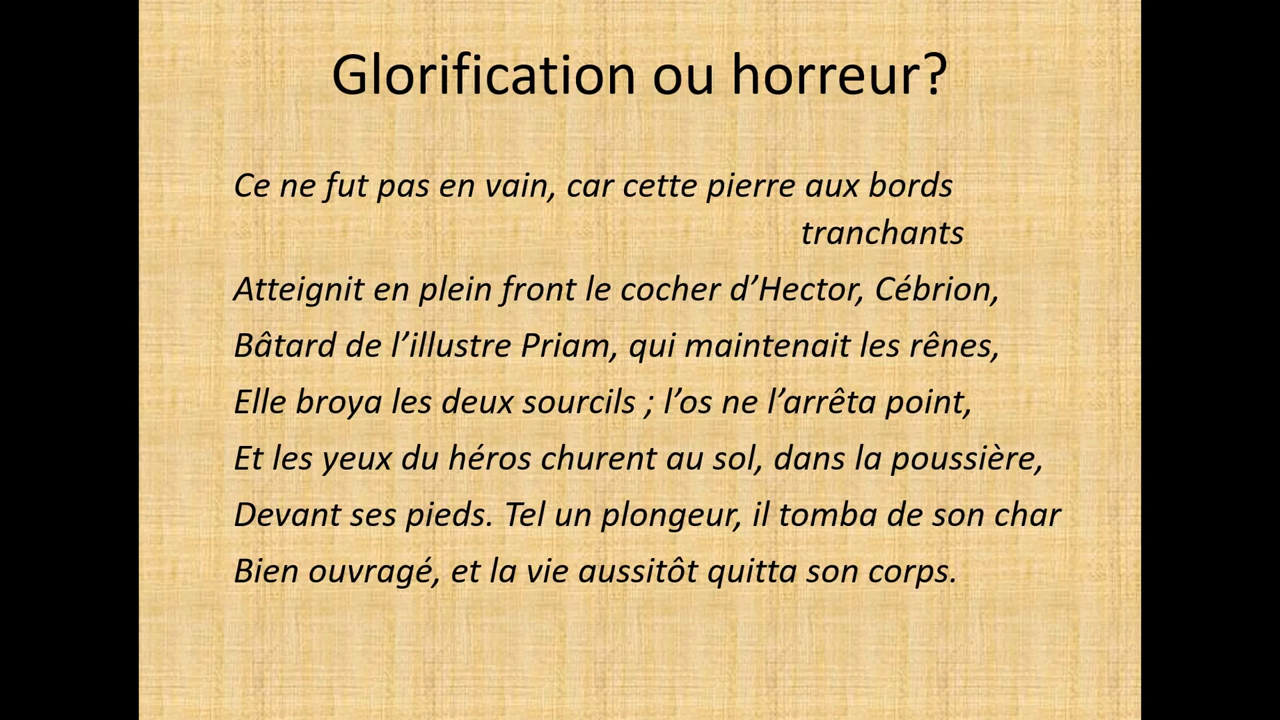 Glorification ou horreur?
Ce ne fut pas en vain, car cette pierre aux bords
tranchants
Atteignit en plein front le cocher d’Hector, Cébrion,
Bâtard de l’illustre Priam, qui maintenait les rênes,
Elle broya les deux sourcils ; l’os ne l’arrêta point,
Et les yeux du héros churent au sol, dans la poussière,
Devant ses pieds. Tel un plongeur, il tomba de son char
Bien ouvragé, et la vie aussitôt quitta son corps.